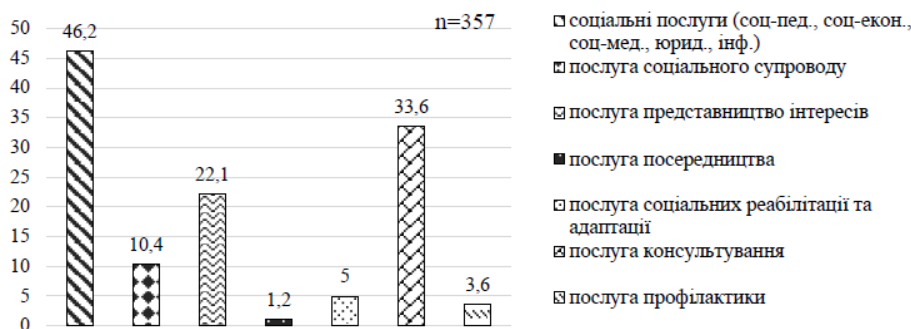 n=357
50
45
40
35
30
25
20
15
10
5
0
46,2
10,4
22,1
1,2
5
33,6
3,6
соціальні послуги (соц-пед., соц-екон.,
соц-мед., юрид., інф.)
послуга соціального супроводу
послуга представництво інтересів
послуга посередництва
послуга соціальних реабілітації та
адаптації
послуга консультування
послуга профілактики